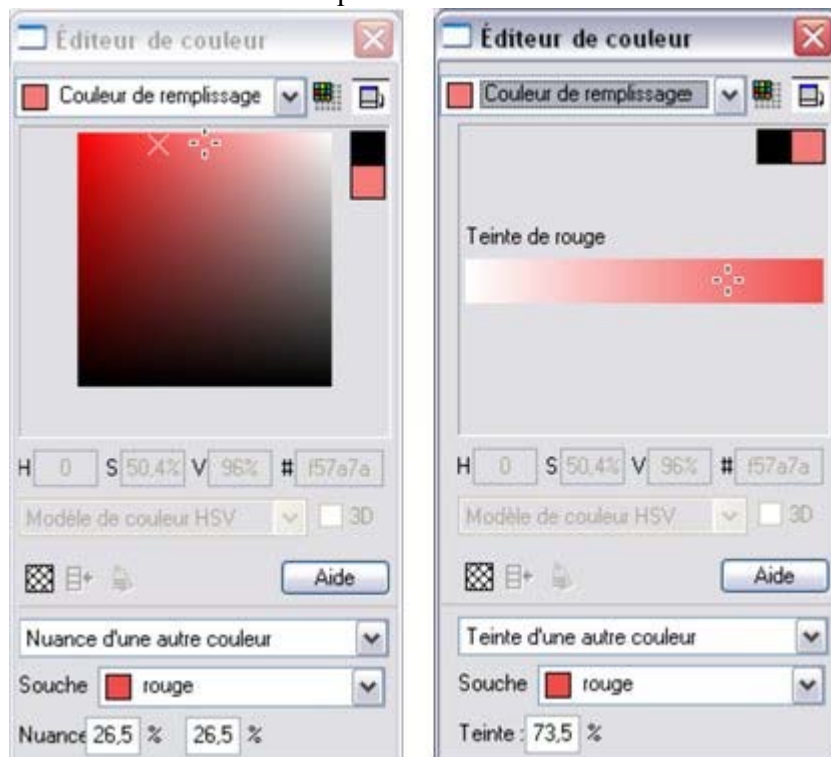 Éditeur de couleur
Couleur de remplissage
H 0 S 50,4% V 96% # f57a7a
Modèle de couleur HSV 3D
Aide
Nuance d'une autre couleur
Souche rouge
Nuance 26,5 % 26,5 %
Éditeur de couleur
Couleur de remplissage
Teinte de rouge
H 0 S 50,4% V 96% # f57a7a
Modèle de couleur HSV 3D
Aide
Teinte d'une autre couleur
Souche rouge
Teinte : 73,5 %